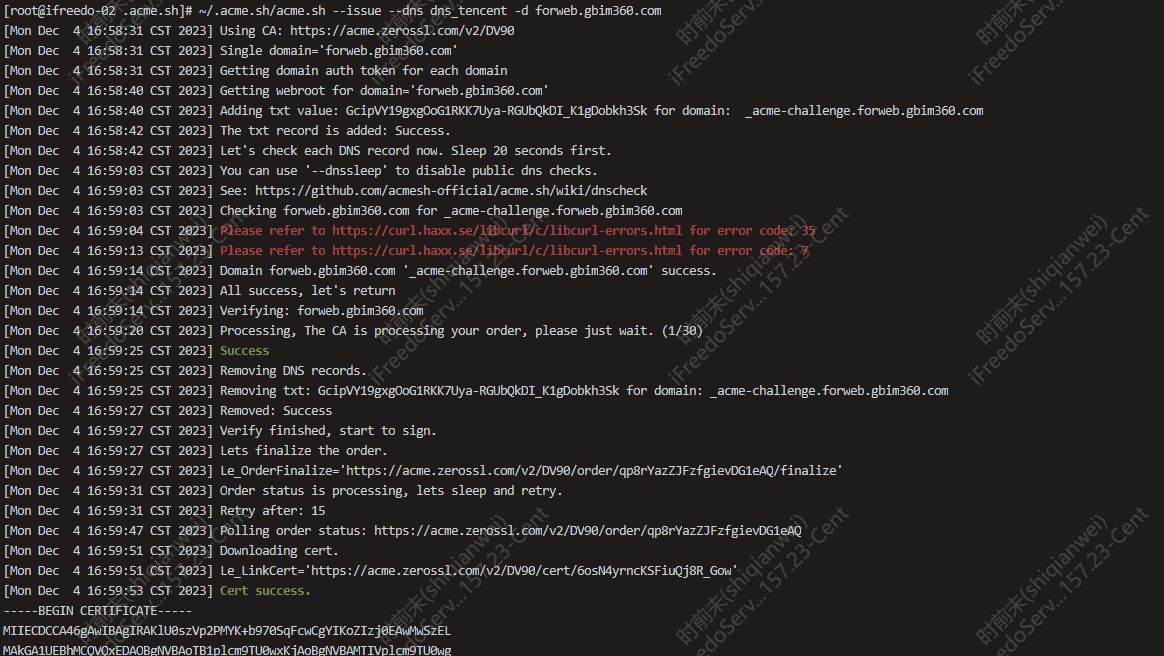 [root@ifreedo-02 .acme.sh]# ~/.acme.sh/acme.sh --issue --dns dns_tencent -d forweb.gbim360.com
[Mon Dec  4 16:58:31 CST 2023] Using CA: https://acme.zerossl.com/v2/DV90
[Mon Dec  4 16:58:31 CST 2023] Single domain='forweb.gbim360.com'
[Mon Dec  4 16:58:31 CST 2023] Getting domain auth token for each domain
[Mon Dec  4 16:58:40 CST 2023] Getting webroot for domain='forweb.gbim360.com'
[Mon Dec  4 16:58:40 CST 2023] Adding txt value: GcipVY19gxgOoG1RKK7Uya-RGUbQkDI_K1gDobkh3Sk for domain:  _acme-challenge.forweb.gbim360.com
[Mon Dec  4 16:58:42 CST 2023] The txt record is added: Success.
[Mon Dec  4 16:58:42 CST 2023] Let's check each DNS record now. Sleep 20 seconds first.
[Mon Dec  4 16:59:03 CST 2023] You can use '--dnssleep' to disable public dns checks.
[Mon Dec  4 16:59:03 CST 2023] See: https://github.com/acmesh-official/acme.sh/wiki/dnscheck
[Mon Dec  4 16:59:03 CST 2023] Checking forweb.gbim360.com for _acme-challenge.forweb.gbim360.com
[Mon Dec  4 16:59:04 CST 2023] Please refer to https://curl.haxx.se/libcurl/c/libcurl-errors.html for error code: 35
[Mon Dec  4 16:59:13 CST 2023] Please refer to https://curl.haxx.se/libcurl/c/libcurl-errors.html for error code: 7
[Mon Dec  4 16:59:14 CST 2023] Domain forweb.gbim360.com '_acme-challenge.forweb.gbim360.com' success.
[Mon Dec  4 16:59:14 CST 2023] All success, let's return
[Mon Dec  4 16:59:14 CST 2023] Verifying: forweb.gbim360.com
[Mon Dec  4 16:59:20 CST 2023] Processing, The CA is processing your order, please just wait. (1/30)
[Mon Dec  4 16:59:25 CST 2023] Success
[Mon Dec  4 16:59:25 CST 2023] Removing DNS records.
[Mon Dec  4 16:59:25 CST 2023] Removing txt: GcipVY19gxgOoG1RKK7Uya-RGUbQkDI_K1gDobkh3Sk for domain: _acme-challenge.forweb.gbim360.com
[Mon Dec  4 16:59:27 CST 2023] Removed: Success
[Mon Dec  4 16:59:27 CST 2023] Verify finished, start to sign.
[Mon Dec  4 16:59:27 CST 2023] Lets finalize the order.
[Mon Dec  4 16:59:27 CST 2023] Le_OrderFinalize='https://acme.zerossl.com/v2/DV90/order/qp8rYazZJFzfgievDG1eAQ/finalize'
[Mon Dec  4 16:59:31 CST 2023] Order status is processing, lets sleep and retry.
[Mon Dec  4 16:59:31 CST 2023] Retry after: 15
[Mon Dec  4 16:59:47 CST 2023] Polling order status: https://acme.zerossl.com/v2/DV90/order/qp8rYazZJFzfgievDG1eAQ
[Mon Dec  4 16:59:51 CST 2023] Downloading cert.
[Mon Dec  4 16:59:51 CST 2023] Le_LinkCert='https://acme.zerossl.com/v2/DV90/cert/6osN4yrncKSFiuQj8R_Gow'
[Mon Dec  4 16:59:53 CST 2023] Cert success.
-----BEGIN CERTIFICATE-----
MIIECDCCA46gAwIBAgIRAKlU0szVp2PMYK+b970SqFcwCgYIKoZIzj0EAwMwSzEL
MAkGA1UEBhMCQVQxEDAOBgNVBAoTB1plcm9TU0wxKjAoBgNVBAMTIVplcm9TU0wg
时前末(shiqianwei)
iFreedoServ...157.23-Cent